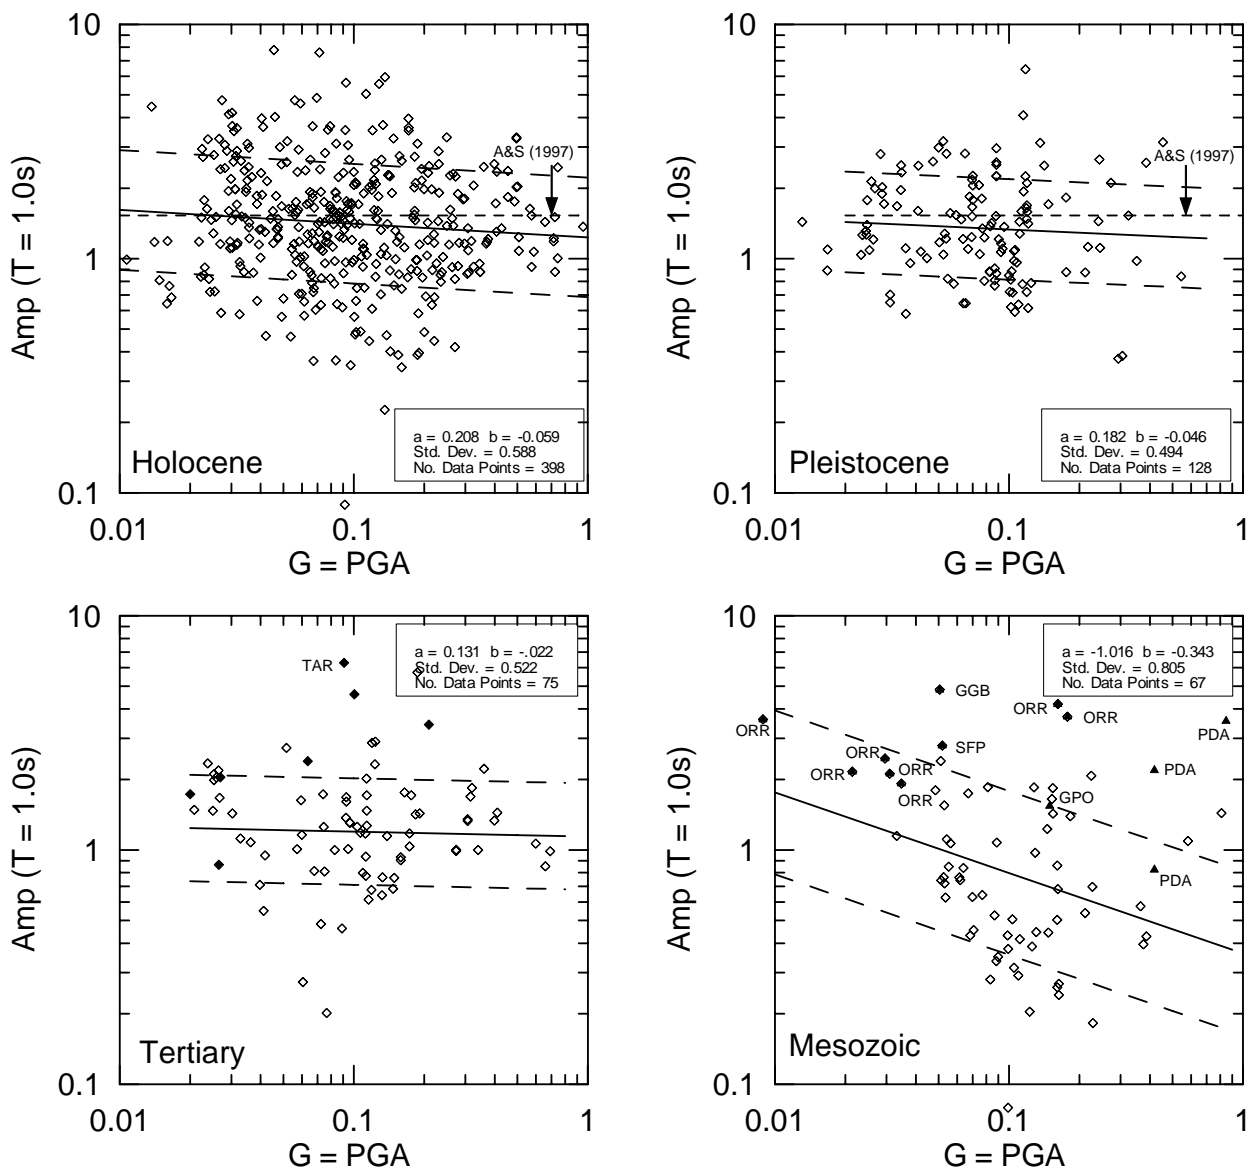 10
1
0.1
Amp (T = 1.0s)
A&S (1997)
a = 0.208 b = -0.059
Std. Dev. = 0.588
No. Data Points = 398
Holocene
0.01
0.1
1
G = PGA
10
1
0.1
Amp (T = 1.0s)
A&S (1997)
a = 0.182 b = -0.046
Std. Dev. = 0.494
No. Data Points = 128
Pleistocene
0.01
0.1
1
G = PGA
10
1
0.1
Amp (T = 1.0s)
a = 0.131 b = -.022
Std. Dev. = 0.522
No. Data Points = 75
TAR
Tertiary
0.01
0.1
1
G = PGA
10
1
0.1
Amp (T = 1.0s)
a = -1.016 b = -0.343
Std. Dev. = 0.805
No. Data Points = 67
GGB
ORR
ORR
ORR
PDA
SFP
ORR
ORR
ORR
PDA
ORR
GPO
PDA
Mesozoic
0.01
0.1
1
G = PGA